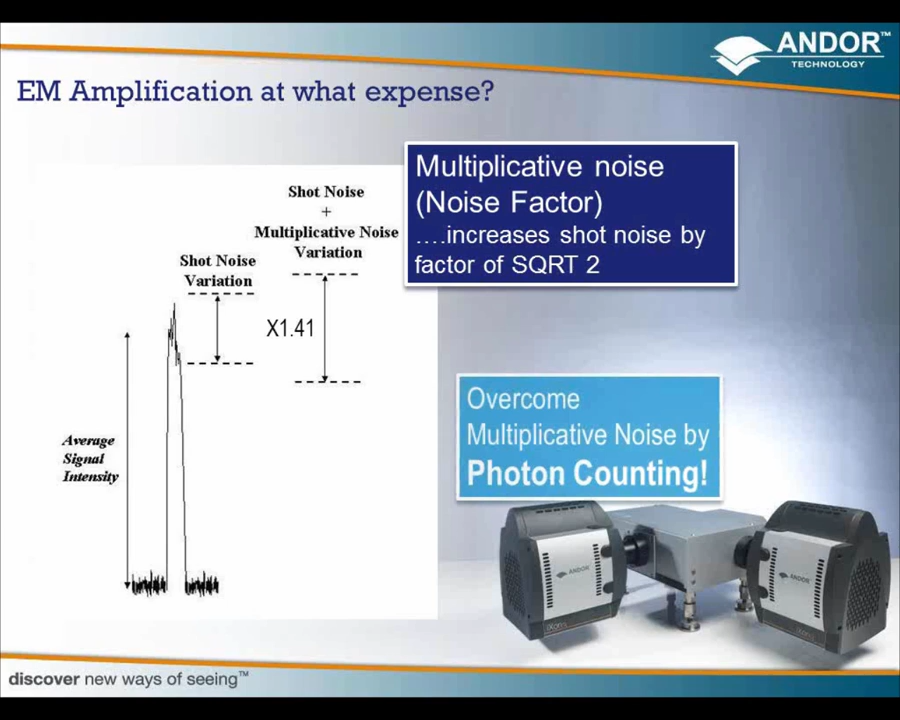 ANDOR™
TECHNOLOGY
EM Amplification at what expense?
Multiplicative noise
(Noise Factor)
....increases shot noise by
factor of SQRT 2
Shot Noise
+
Multiplicative Noise
Variation
Shot Noise
Variation
X1.41
Average
Signal
Intensity
Overcome
Multiplicative Noise by
Photon Counting!
ANDOR
ANDOR
discover new ways of seeing™